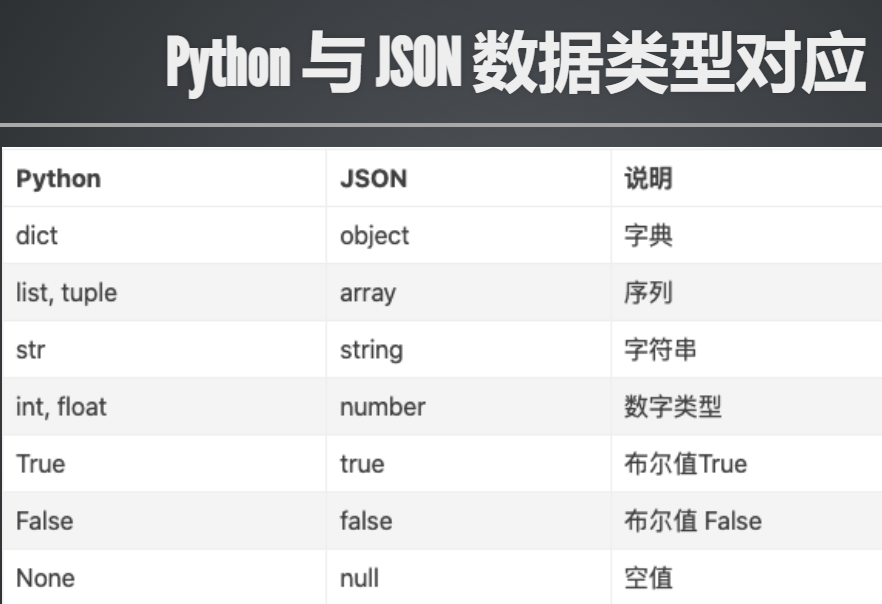 Python 与 JSON 数据类型对应
Python JSON 说明
dict object 字典
list, tuple array 序列
str string 字符串
int, float number 数字类型
True true 布尔值True
False false 布尔值 False
None null 空值